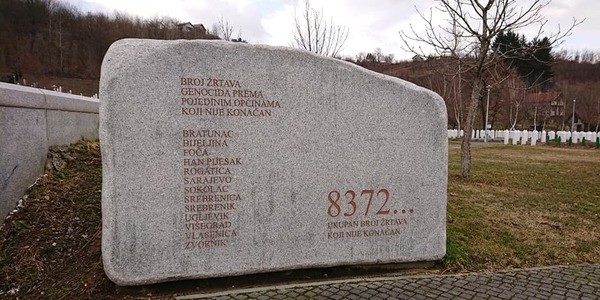 BROJ ŽRTAVA
GENOCIDA PREMA
POJEDINIM OPĆINAMA
KOJI NIJE KONAČAN
BRATUNAC
BIJELJINA
FOČA
HAN PIJESAK
ROGATICA
SARAJEVO
SOKOLAC
SREBRENICA
SREBRENIK
UGLJEVIK
VIŠEGRAD
VLASENICA
ZVORNIK
8372...
UKUPAN BROJ ŽRTAVA
KOJI NIJE KONAČAN